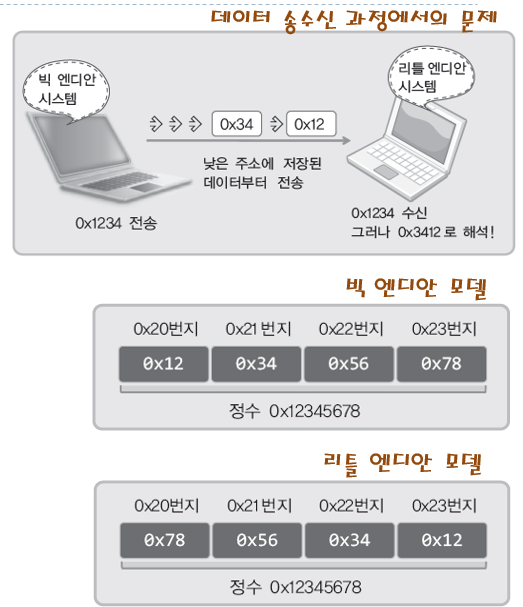 데이터 송수신 과정에서의 문제
빅 엔디안
시스템
리틀 엔디안
시스템
0x34 0x12
낮은 주소에 저장된
데이터부터 전송
0x1234 전송
0x1234 수신
그러나 0x3412로 해석!
빅 엔디안 모델
0x20번지 0x21번지 0x22번지 0x23번지
0x12 0x34 0x56 0x78
정수 0x12345678
리틀 엔디안 모델
0x20번지 0x21번지 0x22번지 0x23번지
0x78 0x56 0x34 0x12
정수 0x12345678